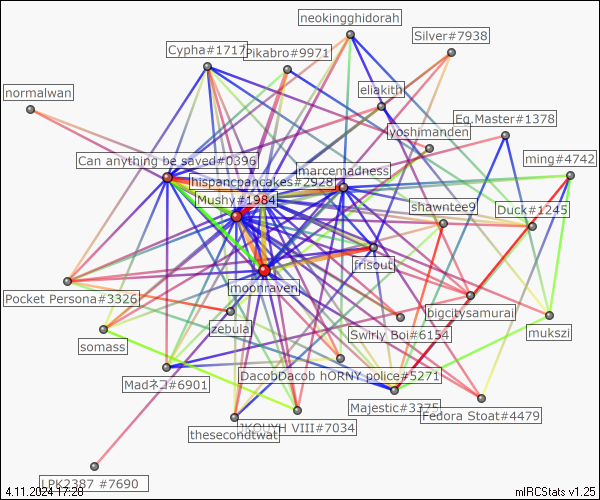 neokingghidorah
Silver#7938
Cypha#1717
Pikabro#9971
eliakith
normalwan
Eq.Master#1378
yoshimanden
Can anything be saved#0396
ming#4742
marcemadness
hispancpancakes#2928
Mushy#1984
shawntee9
Duck#1245
frisout
moonraven
Pocket Persona#3326
bigcitysamurai
zebula
Swirly Boi#6154
mukszi
somass
DacobDacob hORNY police#5271
Madネコ#6901
Majestic#3375
Fedora Stoat#4479
JKOUYH VIII#7034
thesecondtwat
LPK2387 #7690
4.11.2024 17:28
mIRCStats v1.25